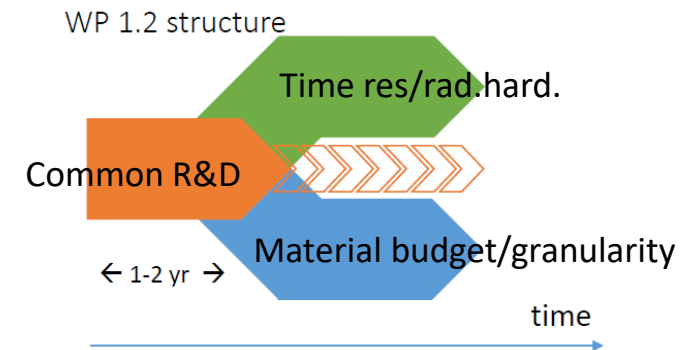 WP 1.2 structure
Time res/rad.hard.
Common R&D
Material budget/granularity
← 1-2 yr →
time